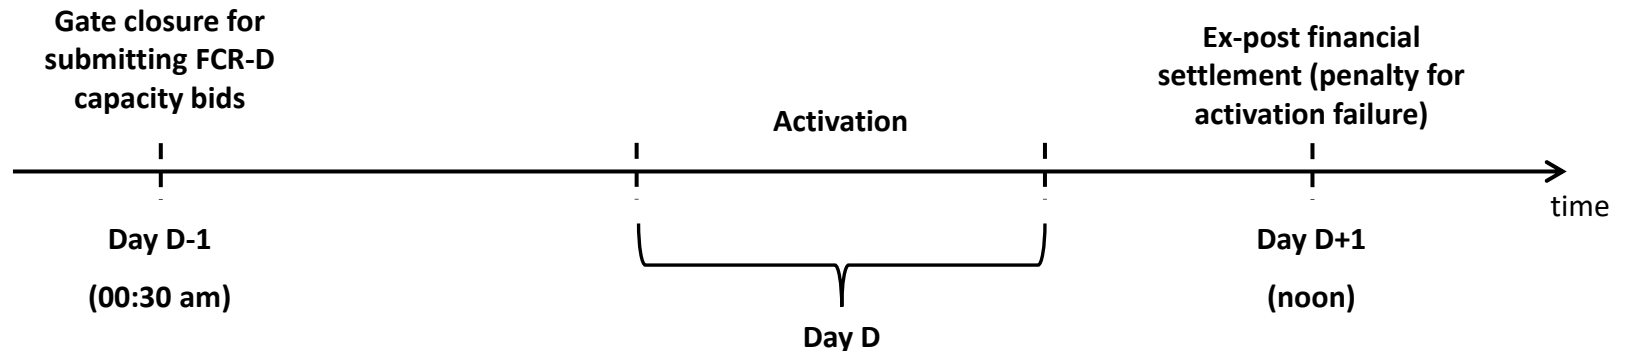 Gate closure for
submitting FCR-D
capacity bids
Activation
Ex-post financial
settlement (penalty for
activation failure)
time
Day D-1
(00:30 am)
Day D
Day D+1
(noon)